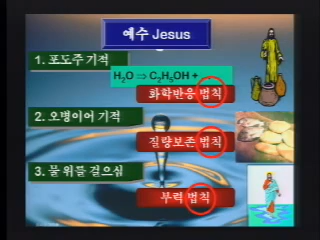 예수 Jesus
1. 포도주 기적
H₂O ⇒ C₂H₅OH + ...
화학반응 법칙
2. 오병이어 기적
질량보존 법칙
3. 물 위를 걸으심
부력 법칙